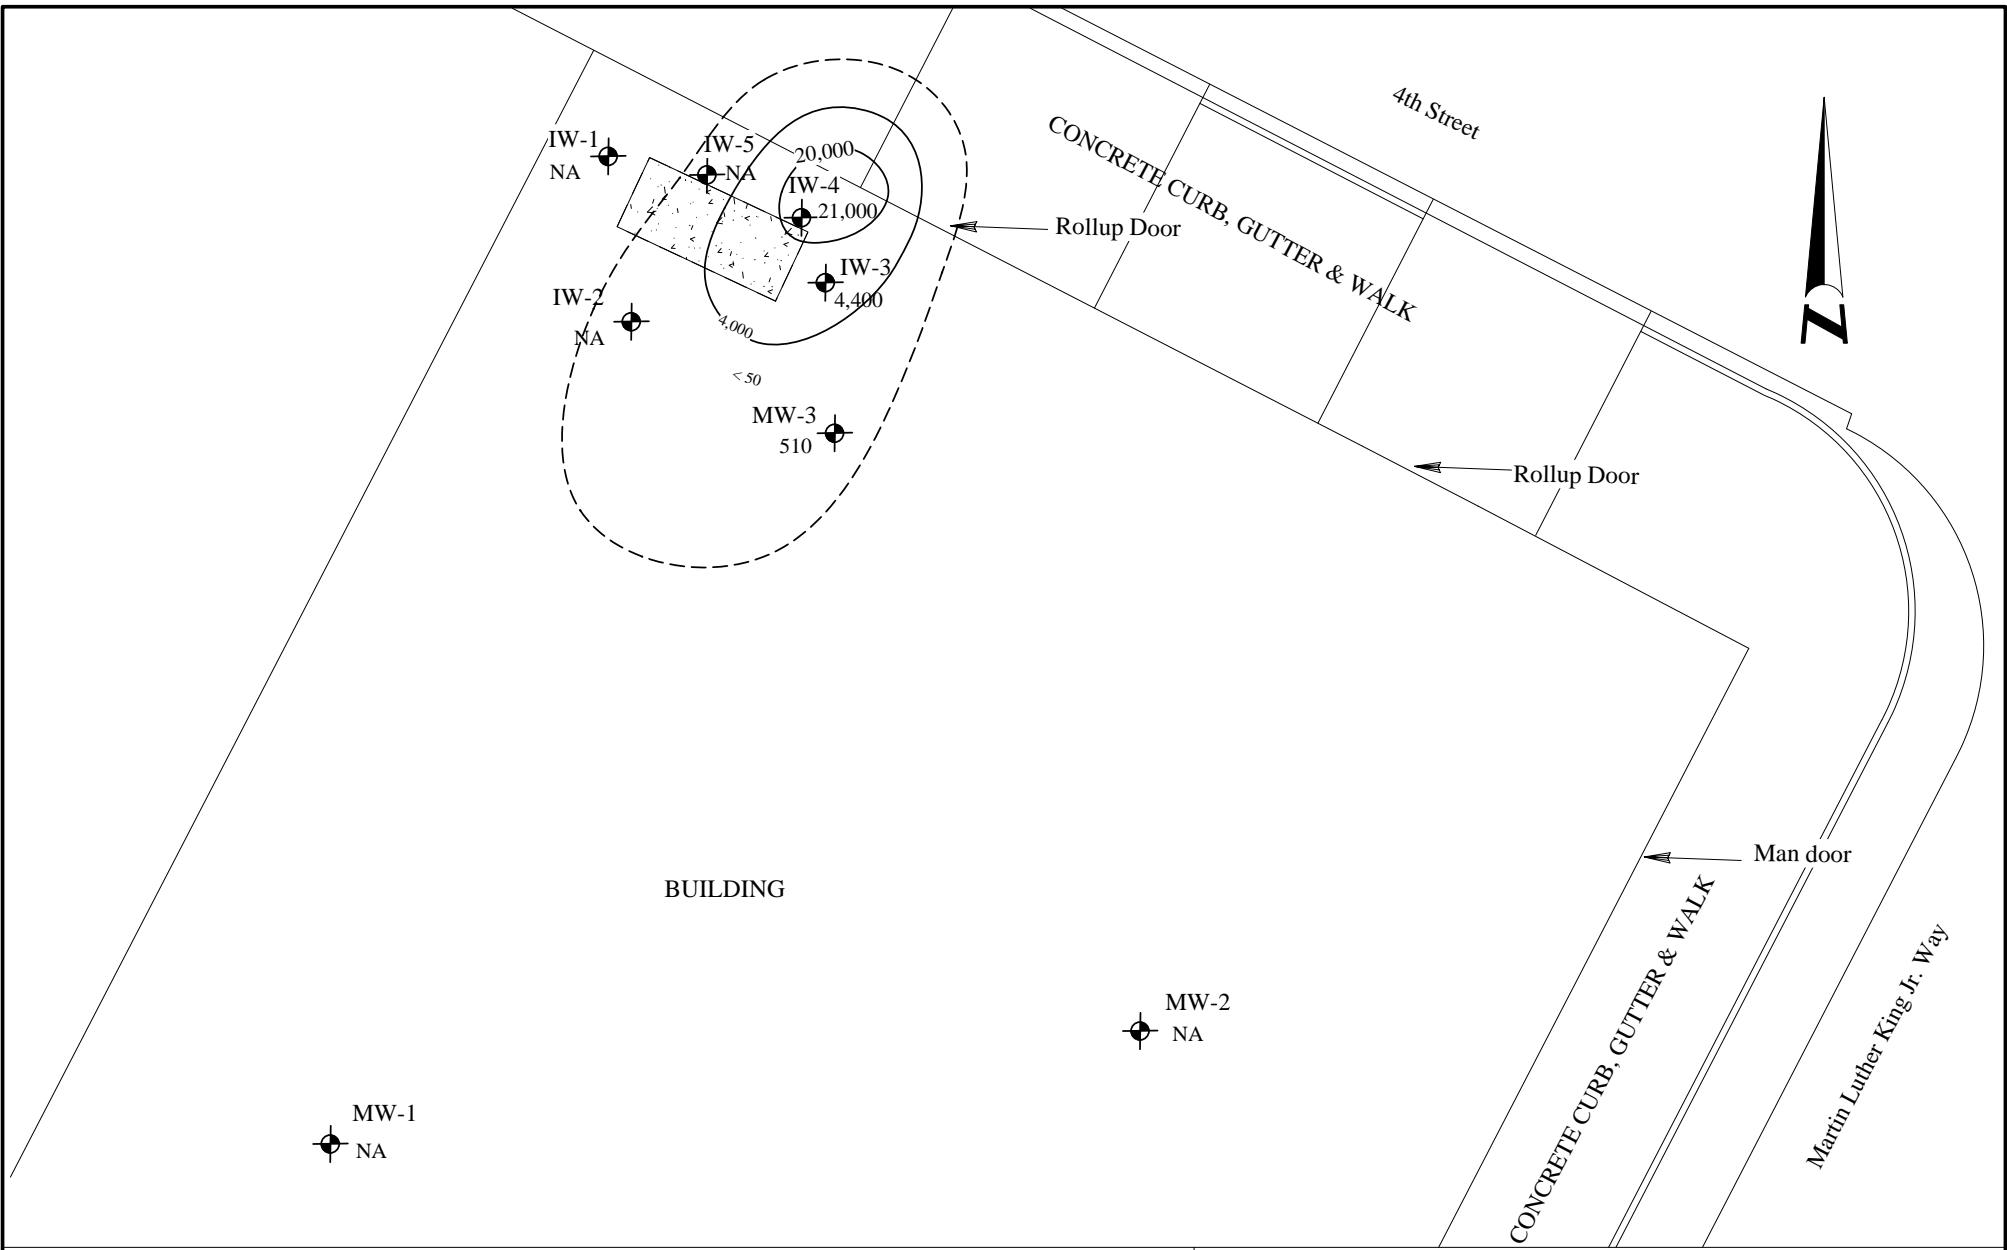 4th Street
CONCRETE CURB, GUTTER & WALK
IW-1
NA
IW-5
NA
20,000
IW-4
21,000
Rollup Door
IW-3
4,400
IW-2
NA
4,000
< 50
MW-3
510
Rollup Door
N
Man door
BUILDING
CONCRETE CURB, GUTTER & WALK
Martin Luther King Jr. Way
MW-2
NA
MW-1
NA